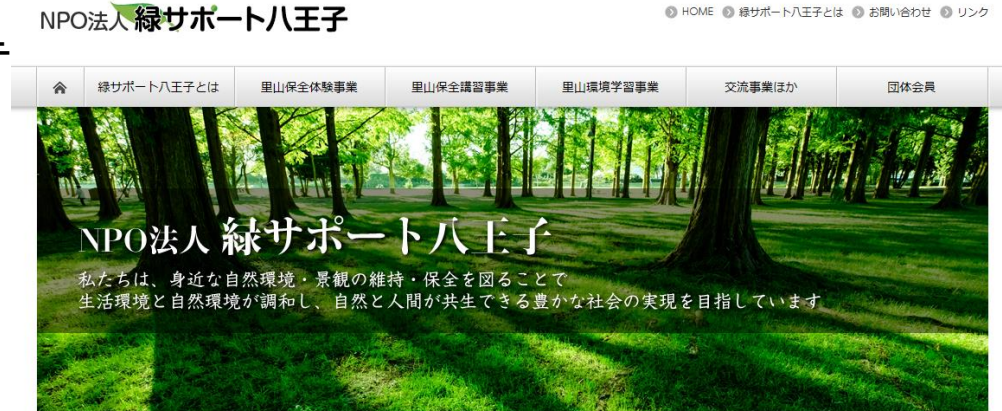 NPO法人 緑サポート八王子
HOME 緑サポート八王子とは お問い合わせ リンク
緑サポート八王子とは 里山保全体験事業 里山保全講習事業 里山環境学習事業 交流事業ほか 団体会員
NPO法人 緑サポート八王子
私たちは、身近な自然環境・景観の維持・保全を図ることで
生活環境と自然環境が調和し、自然と人間が共生できる豊かな社会の実現を目指しています